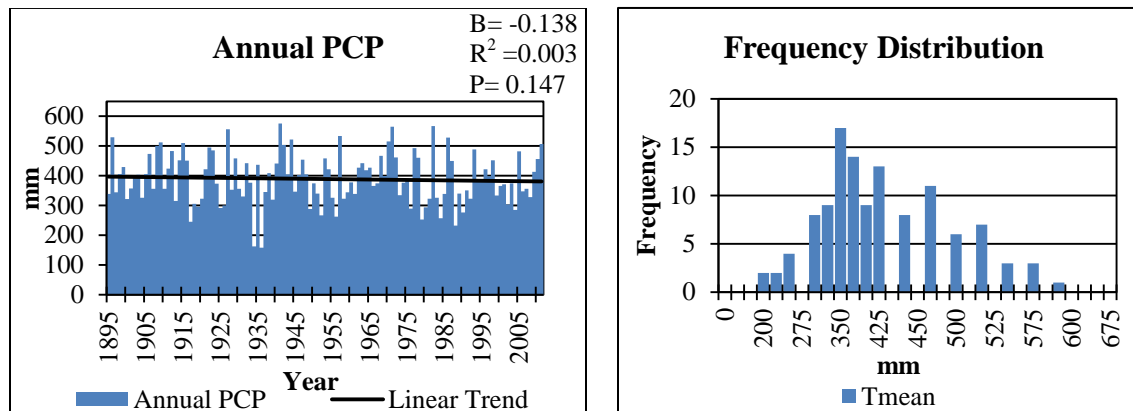 Annual PCP
B= -0.138
R² =0.003
P= 0.147
600
500
400
300
200
100
0
mm
1895
1905
1915
1925
1935
1945
1955
1965
1975
1985
1995
2005
Year
Annual PCP
Linear Trend
Frequency Distribution
20
15
10
5
0
Frequency
0
200
275
350
425
450
500
525
575
600
675
mm
Tmean